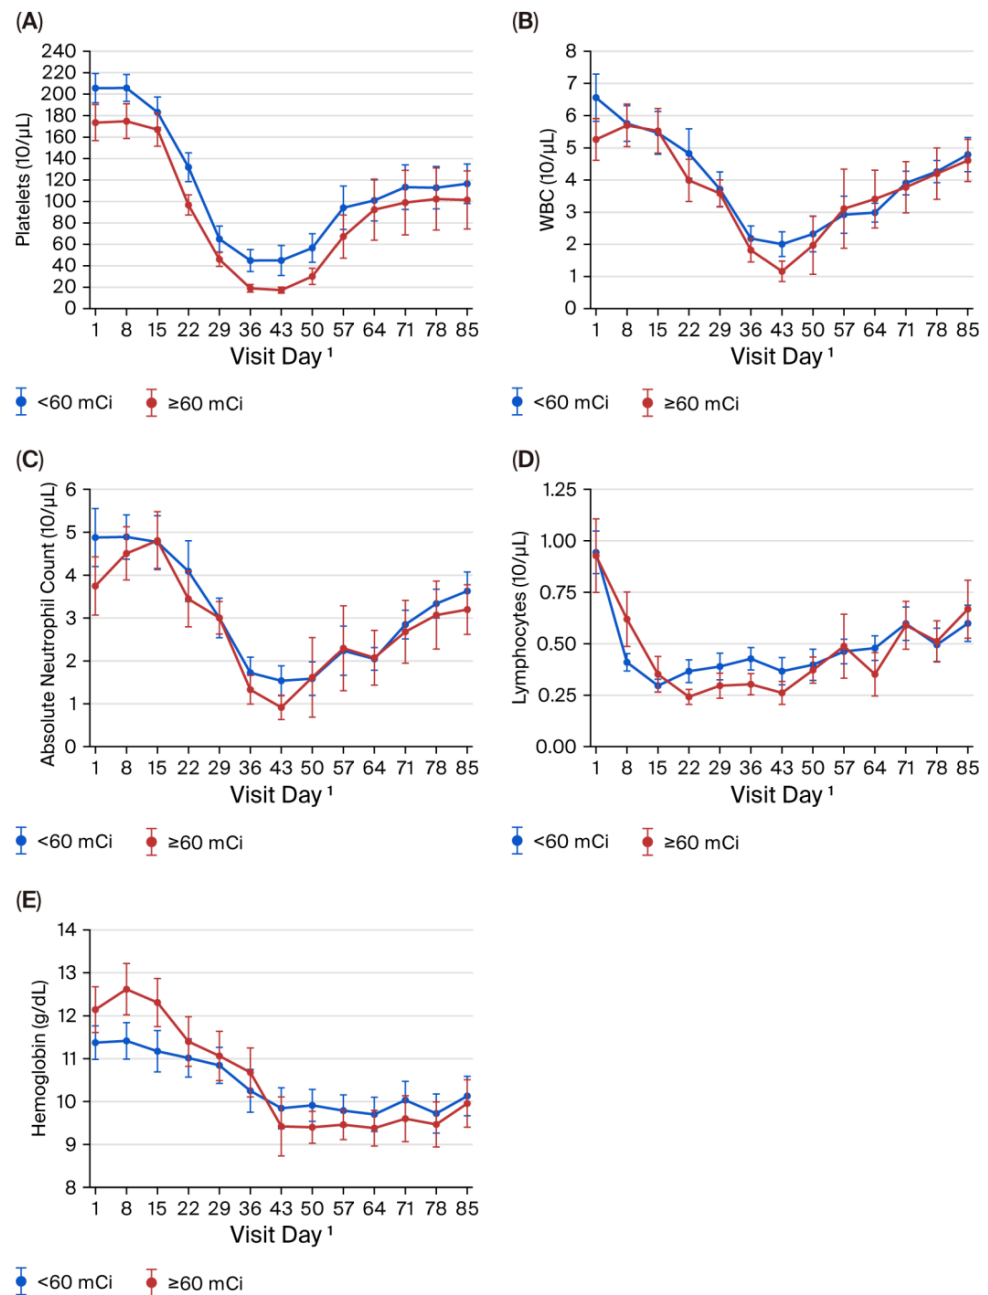 (A)
Platelets (10/μL)
240
220
200
180
160
140
120
100
80
60
40
20
0
1 8 15 22 29 36 43 50 57 64 71 78 85
Visit Day ¹
<60 mCi ≥60 mCi
(B)
WBC (10/μL)
8
7
6
5
4
3
2
1
0
1 8 15 22 29 36 43 50 57 64 71 78 85
Visit Day ¹
<60 mCi ≥60 mCi
(C)
Absolute Neutrophil Count (10/μL)
6
5
4
3
2
1
0
1 8 15 22 29 36 43 50 57 64 71 78 85
Visit Day ¹
<60 mCi ≥60 mCi
(D)
Lymphocytes (10/μL)
1.25
1.00
0.75
0.50
0.25
0.00
1 8 15 22 29 36 43 50 57 64 71 78 85
Visit Day ¹
<60 mCi ≥60 mCi
(E)
Hemoglobin (g/dL)
14
13
12
11
10
9
8
1 8 15 22 29 36 43 50 57 64 71 78 85
Visit Day ¹
<60 mCi ≥60 mCi